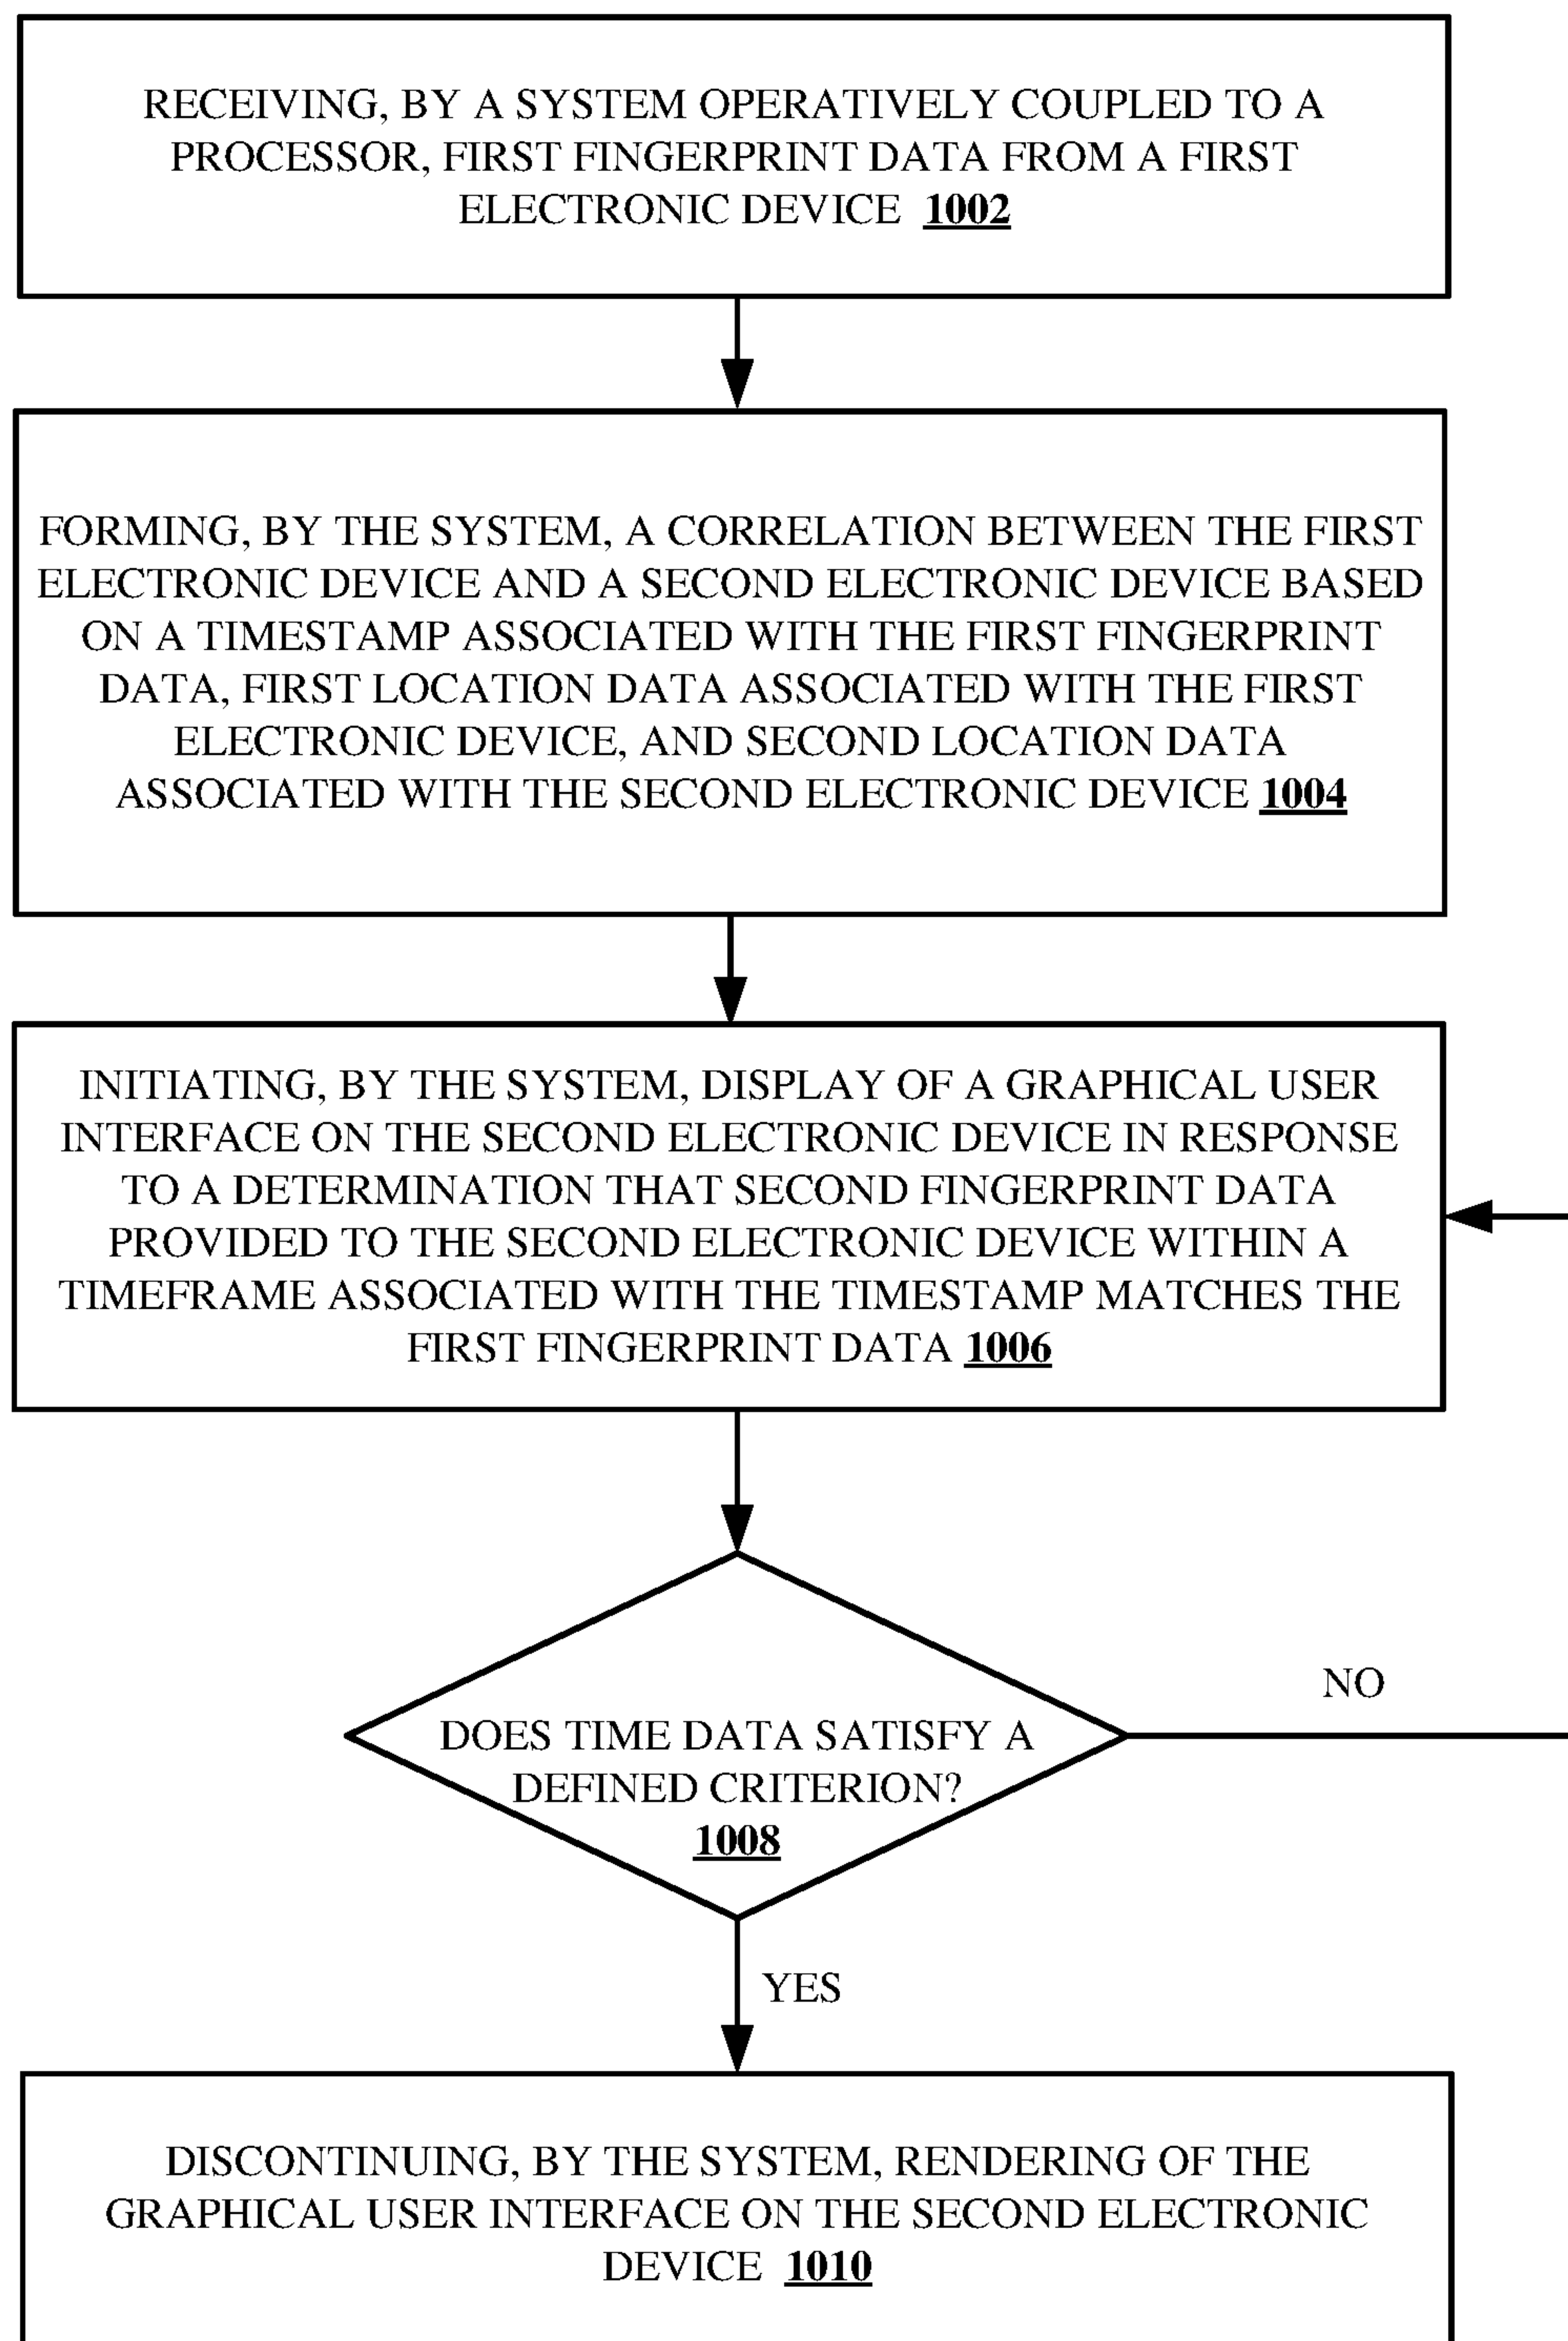 RECEIVING, BY A SYSTEM OPERATIVELY COUPLED TO A
PROCESSOR, FIRST FINGERPRINT DATA FROM A FIRST
ELECTRONIC DEVICE 1002
FORMING, BY THE SYSTEM, A CORRELATION BETWEEN THE FIRST
ELECTRONIC DEVICE AND A SECOND ELECTRONIC DEVICE BASED
ON A TIMESTAMP ASSOCIATED WITH THE FIRST FINGERPRINT
DATA, FIRST LOCATION DATA ASSOCIATED WITH THE FIRST
ELECTRONIC DEVICE, AND SECOND LOCATION DATA
ASSOCIATED WITH THE SECOND ELECTRONIC DEVICE 1004
INITIATING, BY THE SYSTEM, DISPLAY OF A GRAPHICAL USER
INTERFACE ON THE SECOND ELECTRONIC DEVICE IN RESPONSE
TO A DETERMINATION THAT SECOND FINGERPRINT DATA
PROVIDED TO THE SECOND ELECTRONIC DEVICE WITHIN A
TIMEFRAME ASSOCIATED WITH THE TIMESTAMP MATCHES THE
FIRST FINGERPRINT DATA 1006
NO
DOES TIME DATA SATISFY A
DEFINED CRITERION?
1008
YES
DISCONTINUING, BY THE SYSTEM, RENDERING OF THE
GRAPHICAL USER INTERFACE ON THE SECOND ELECTRONIC
DEVICE 1010